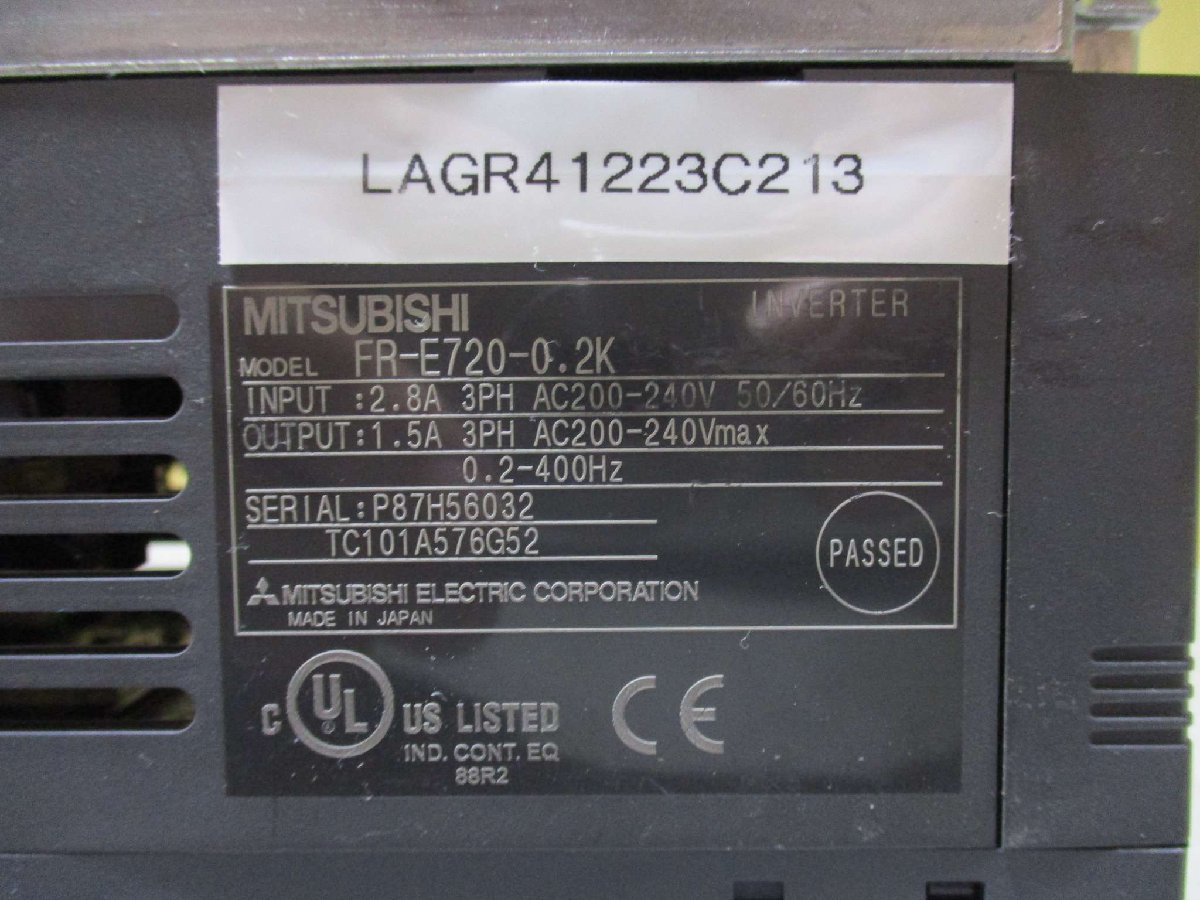 LAGR41223C213
MITSUBISHI INVERTER
MODEL FR-E720-0.2K
INPUT :2.8A 3PH AC200-240V 50/60Hz
OUTPUT:1.5A 3PH AC200-240Vmax
0.2-400Hz
SERIAL:P87H56032
TC101A576G52
PASSED
MITSUBISHI ELECTRIC CORPORATION
MADE IN JAPAN
C UL US LISTED
IND. CONT. EQ
88R2
CE